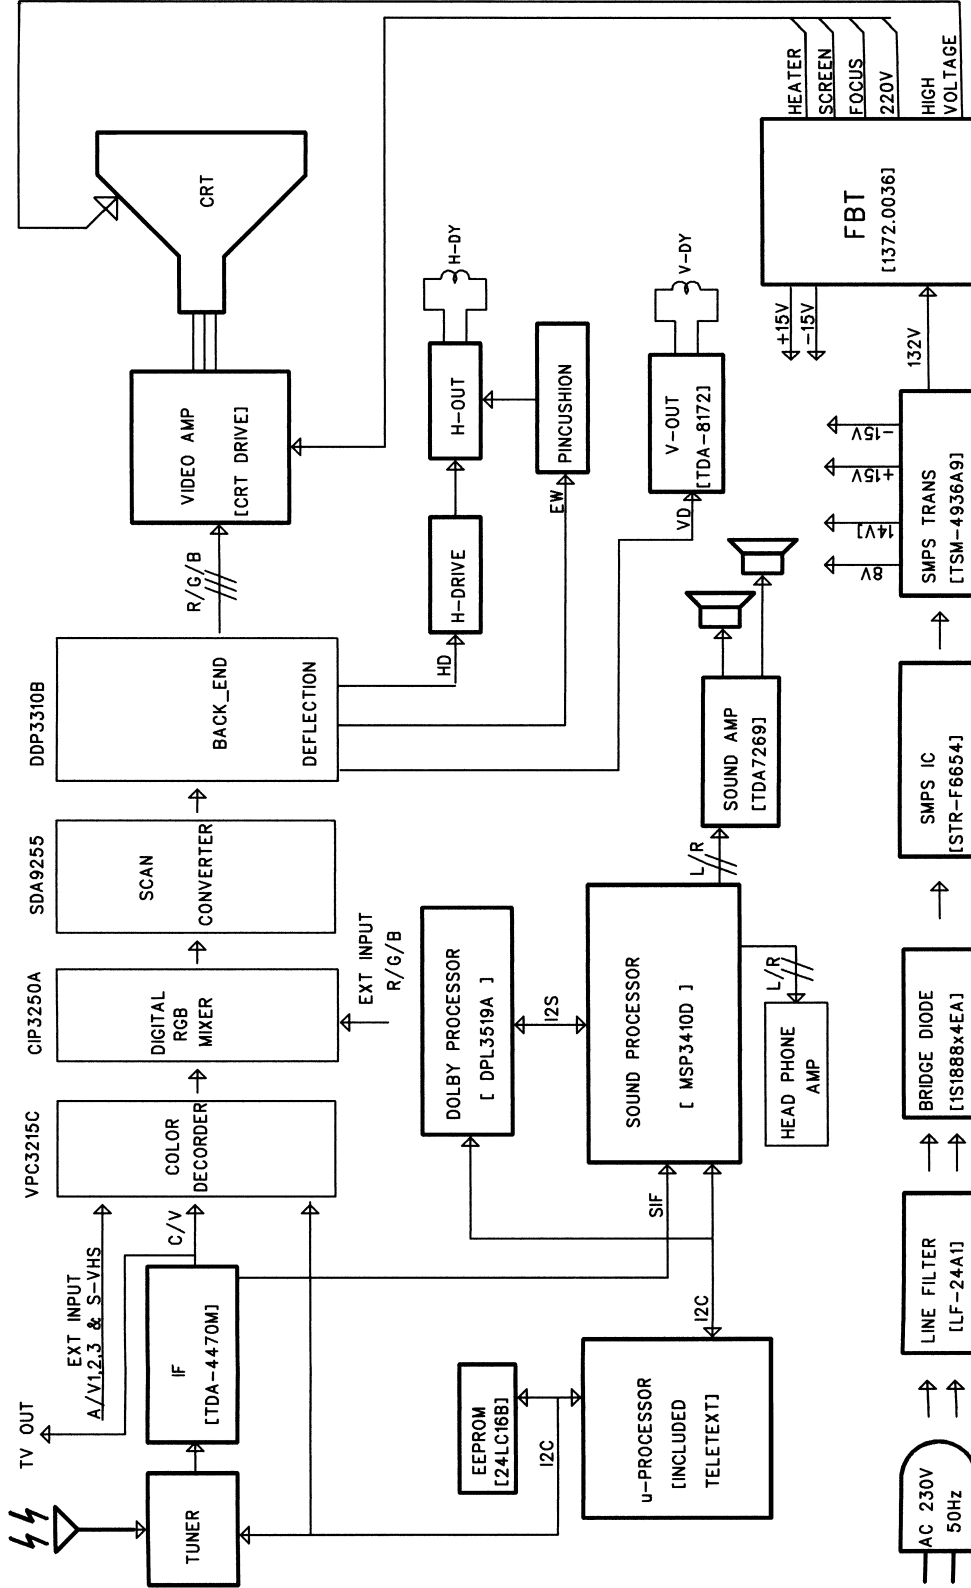 TV OUT
EXT INPUT
A/V1,2,3 & S-VHS
TUNER
IF
[TDA-4470M]
C/V
VPC3215C
COLOR
DECORDER
CIP3250A
DIGITAL
RGB
MIXER
EXT INPUT
R/G/B
SDA9255
SCAN
CONVERTER
DDP3310B
BACK_END
DEFLECTION
R/G/B
VIDEO AMP
[CRT DRIVE]
CRT
HD
H-DRIVE
H-OUT
H-DY
EW
PINCUSHION
VD
V-OUT
[TDA-8172]
V-DY
EEPROM
[24LC16B]
I2C
u-PROCESSOR
[INCLUDED
TELETEXT]
I2C
SIF
DOLBY PROCESSOR
[ DPL3519A ]
I2S
SOUND PROCESSOR
[ MSP3410D ]
L/R
HEAD PHONE
AMP
L/R
SOUND AMP
[TDA7269]
AC 230V
50Hz
LINE FILTER
[LF-24A1]
BRIDGE DIODE
[1S1888x4EA]
SMPS IC
[STR-F6654]
SMPS TRANS
[TSM-4936A9]
8V
14V]
+15V
-15V
132V
+15V
-15V
FBT
[1372.0036]
HEATER
SCREEN
FOCUS
220V
HIGH
VOLTAGE